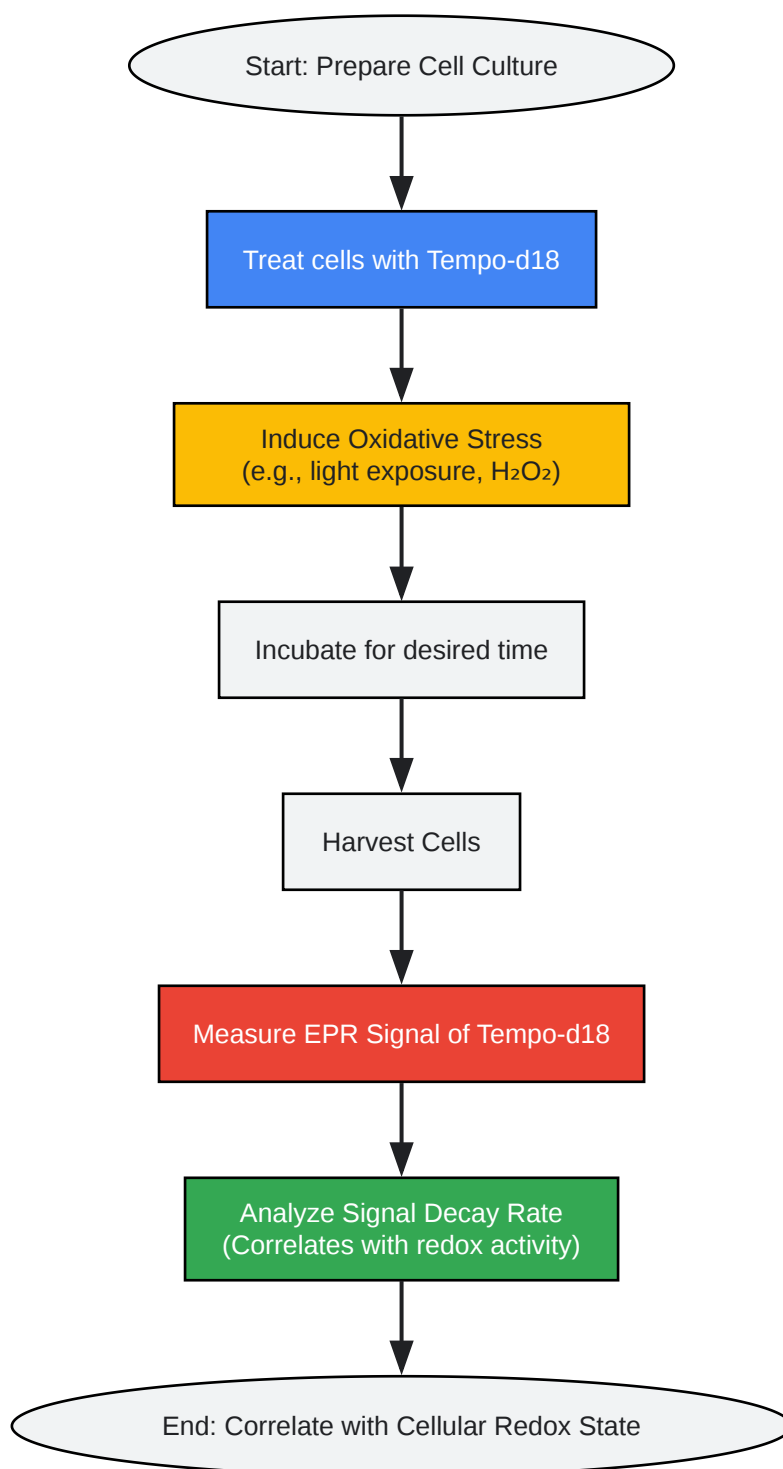 Start: Prepare Cell Culture
Treat cells with Tempo-d18
Induce Oxidative Stress
(e.g., light exposure, H₂O₂)
Incubate for desired time
Harvest Cells
Measure EPR Signal of Tempo-d18
Analyze Signal Decay Rate
(Correlates with redox activity)
End: Correlate with Cellular Redox State